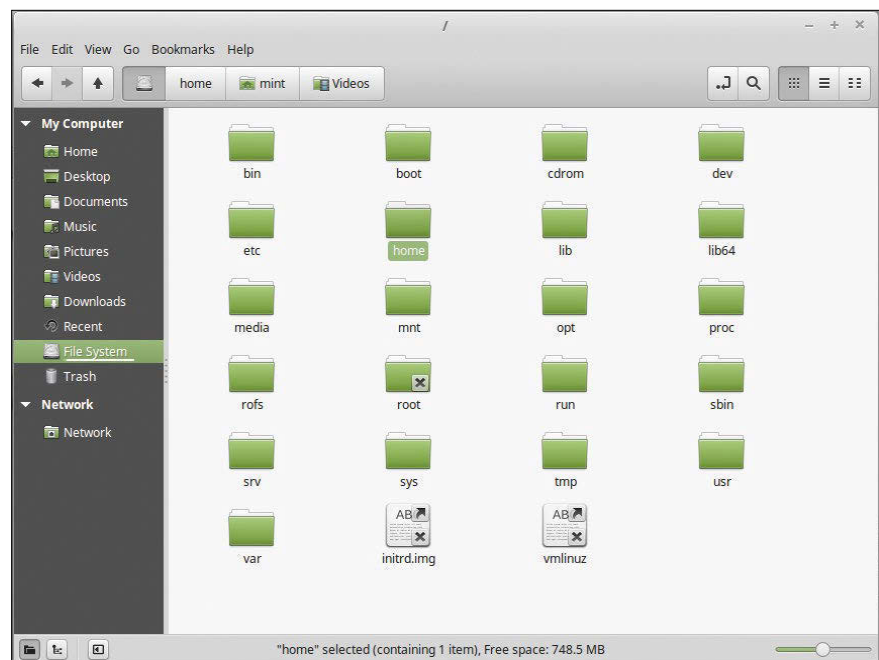 /
File Edit View Go Bookmarks Help
home mint Videos
My Computer
Home
Desktop
Documents
Music
Pictures
Videos
Downloads
Recent
File System
Trash
Network
Network
bin boot cdrom dev
etc home lib lib64
media mnt opt proc
rofs root run sbin
srv sys tmp usr
AB AB
var initrd.img vmlinuz
"home" selected (containing 1 item), Free space: 748.5 MB